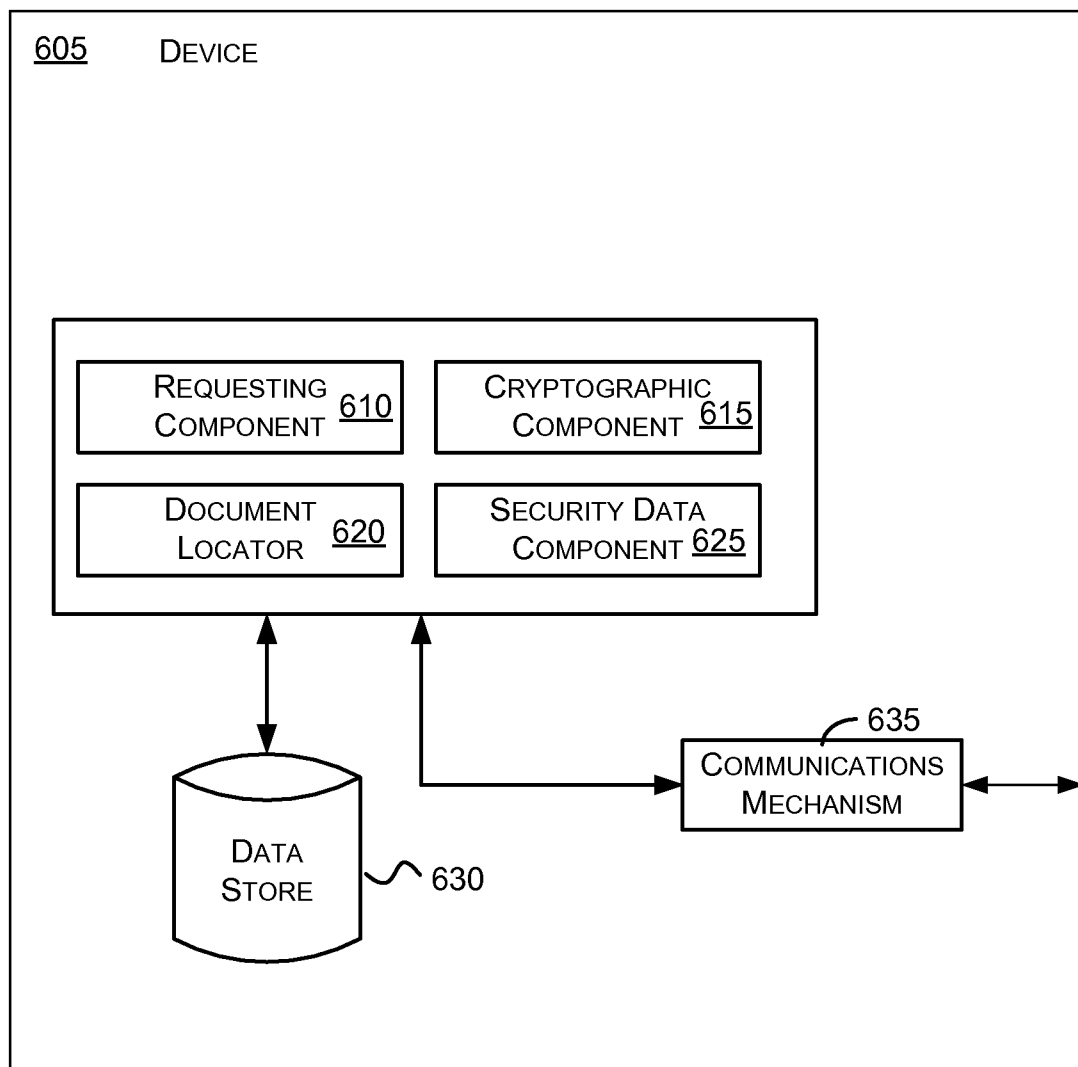 605 DEVICE
REQUESTING
COMPONENT 610
CRYPTOGRAPHIC
COMPONENT 615
DOCUMENT
LOCATOR 620
SECURITY DATA
COMPONENT 625
635
COMMUNICATIONS
MECHANISM
DATA
STORE
630